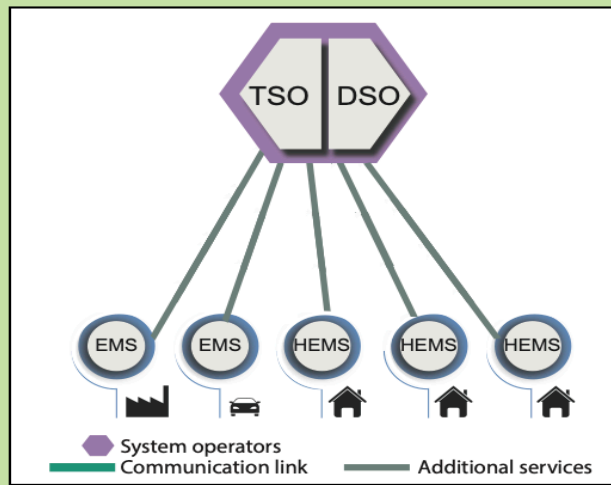 TSO DSO
EMS EMS HEMS HEMS HEMS
System operators
Communication link Additional services